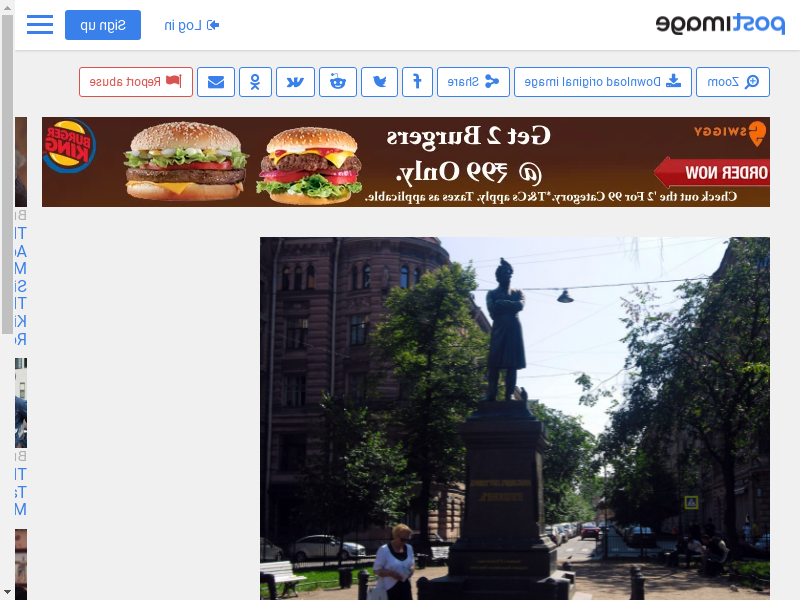 postimage
Log in
Sign up
Zoom
Download original image
Share
Report abuse
SWIGGY
ORDER NOW
Get 2 Burgers
@ ₹99 Only.
Check out the '2 For 99 Category.*T&Cs apply. Taxes as applicable.
BURGER
KING